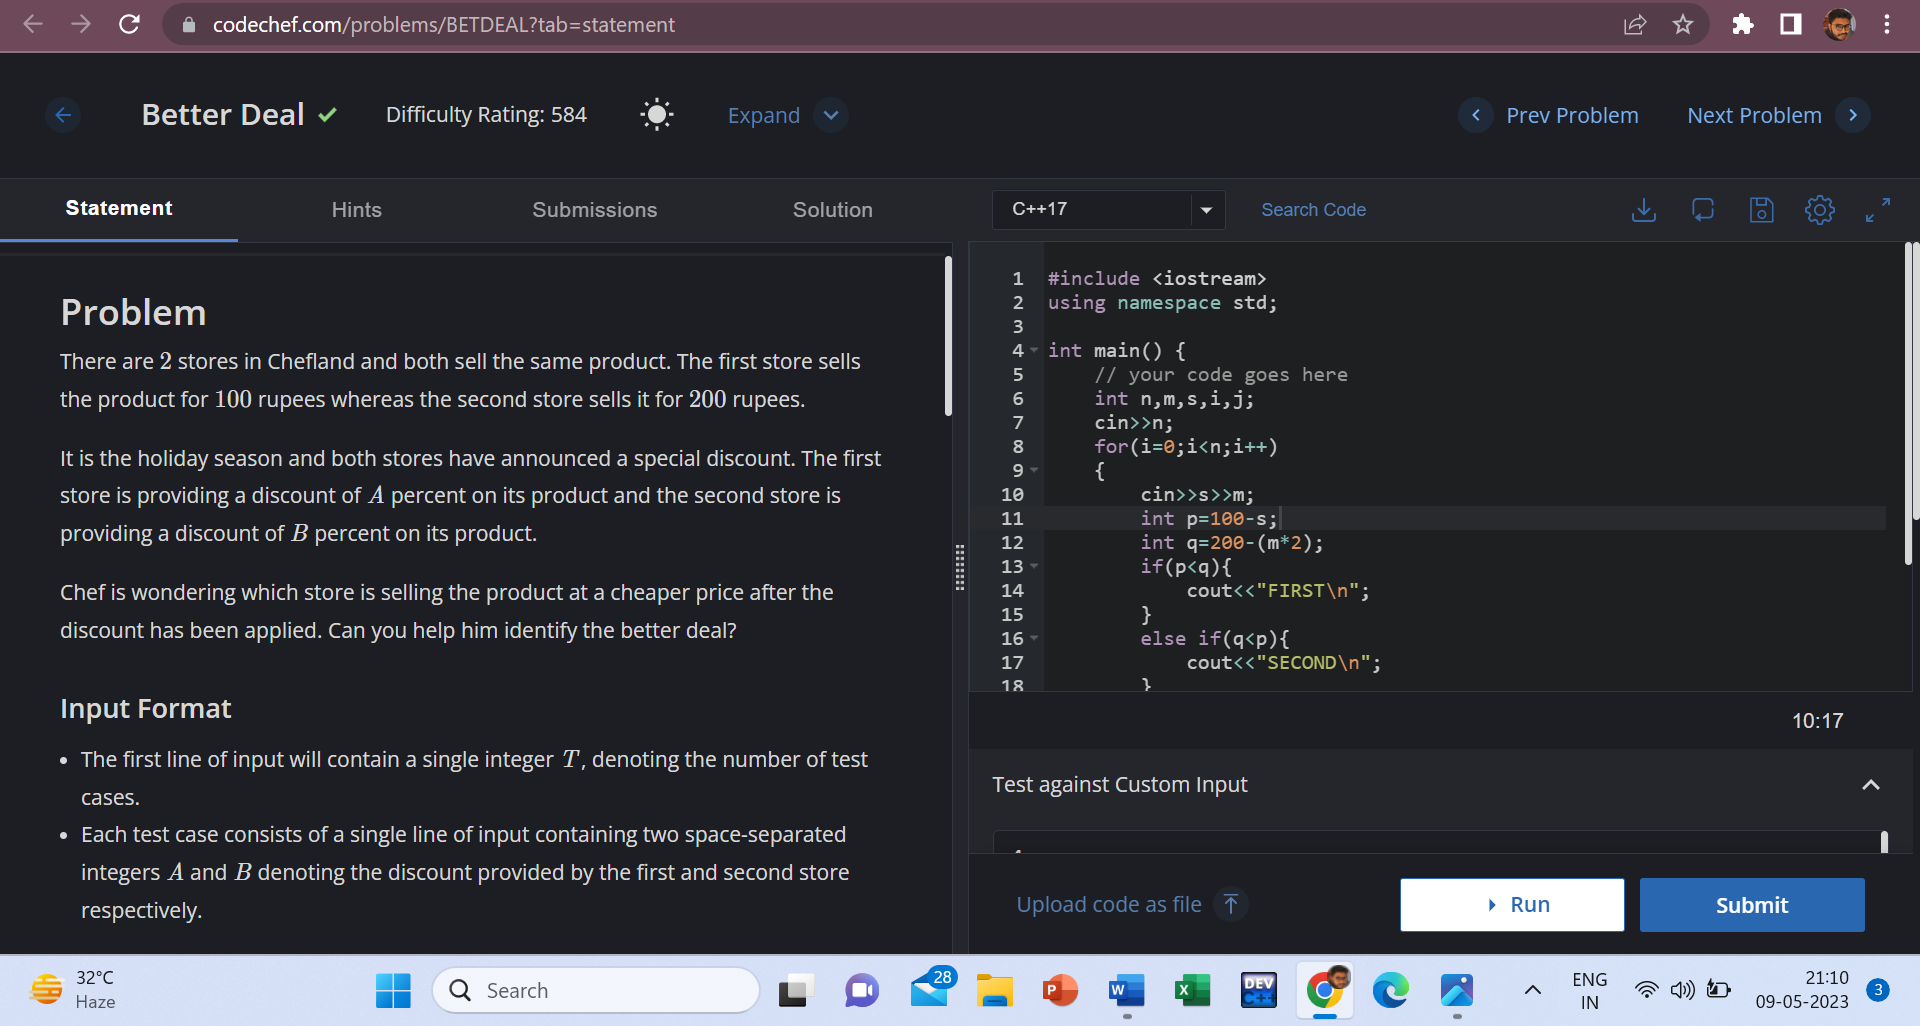 codechef.com/problems/BETDEAL?tab=statement
Better Deal
Difficulty Rating: 584
Expand
Prev Problem
Next Problem
Statement
Hints
Submissions
Solution
C++17
Search Code
Problem
There are 2 stores in Chefland and both sell the same product. The first store sells
the product for 100 rupees whereas the second store sells it for 200 rupees.
It is the holiday season and both stores have announced a special discount. The first
store is providing a discount of A percent on its product and the second store is
providing a discount of B percent on its product.
Chef is wondering which store is selling the product at a cheaper price after the
discount has been applied. Can you help him identify the better deal?
Input Format
• The first line of input will contain a single integer T, denoting the number of test
cases.
• Each test case consists of a single line of input containing two space-separated
integers A and B denoting the discount provided by the first and second store
respectively.
1 #include <iostream>
2 using namespace std;
3
4 int main() {
5 // your code goes here
6 int n,m,s,i,j;
7 cin>>n;
8 for(i=0;i<n;i++)
9 {
10 cin>>s>>m;
11 int p=100-s;
12 int q=200-(m*2);
13 if(p<q){
14 cout<<"FIRST\n";
15 }
16 else if(q<p){
17 cout<<"SECOND\n";
18 }
10:17
Test against Custom Input
Upload code as file
Run
Submit
32°C
Haze
Search
28
P
W
X
DEV
C++
ENG
IN
21:10
09-05-2023
3